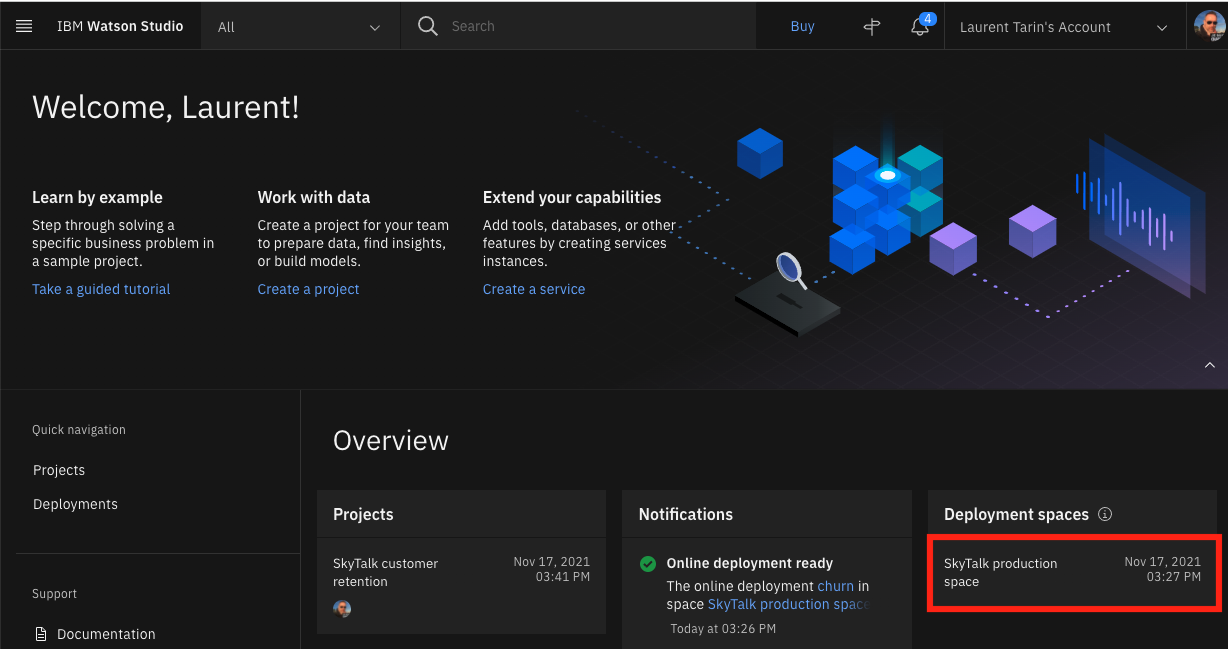 IBM Watson Studio
All
Search
Buy
4
Laurent Tarin's Account
Welcome, Laurent!
Learn by example
Step through solving a
specific business problem in
a sample project.
Take a guided tutorial
Work with data
Create a project for your team
to prepare data, find insights,
or build models.
Create a project
Extend your capabilities
Add tools, databases, or other
features by creating services
instances.
Create a service
Quick navigation
Projects
Deployments
Support
Documentation
Overview
Projects
SkyTalk customer
retention
Nov 17, 2021
03:41 PM
Notifications
Online deployment ready
The online deployment churn in
space SkyTalk production space
Today at 03:26 PM
Deployment spaces
SkyTalk production
space
Nov 17, 2021
03:27 PM